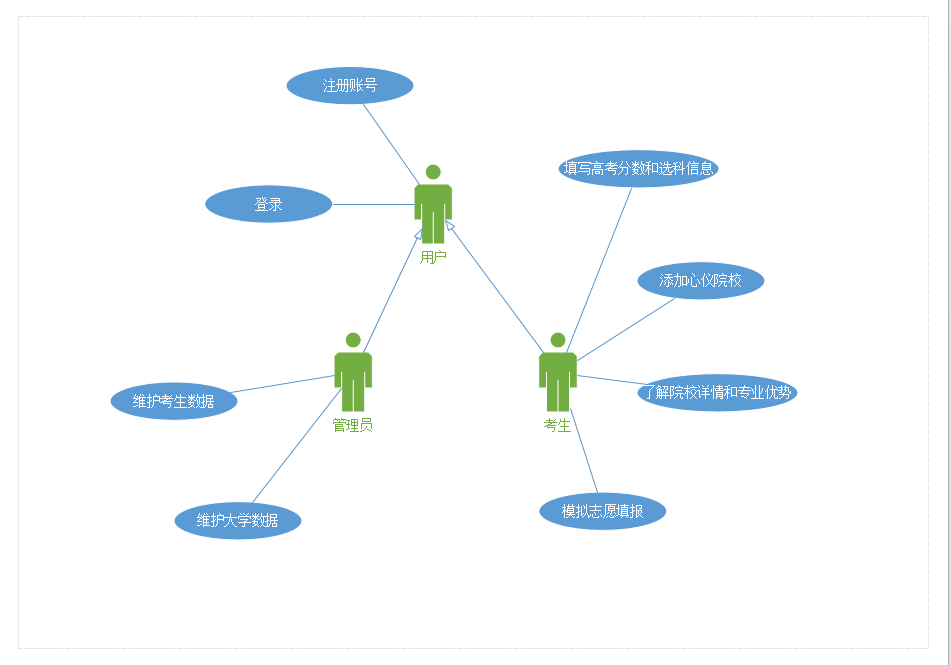 注册账号
填写高考分数和选科信息
登录
用户
添加心仪院校
维护考生数据
了解院校详情和专业优势
管理员
考生
维护大学数据
模拟志愿填报